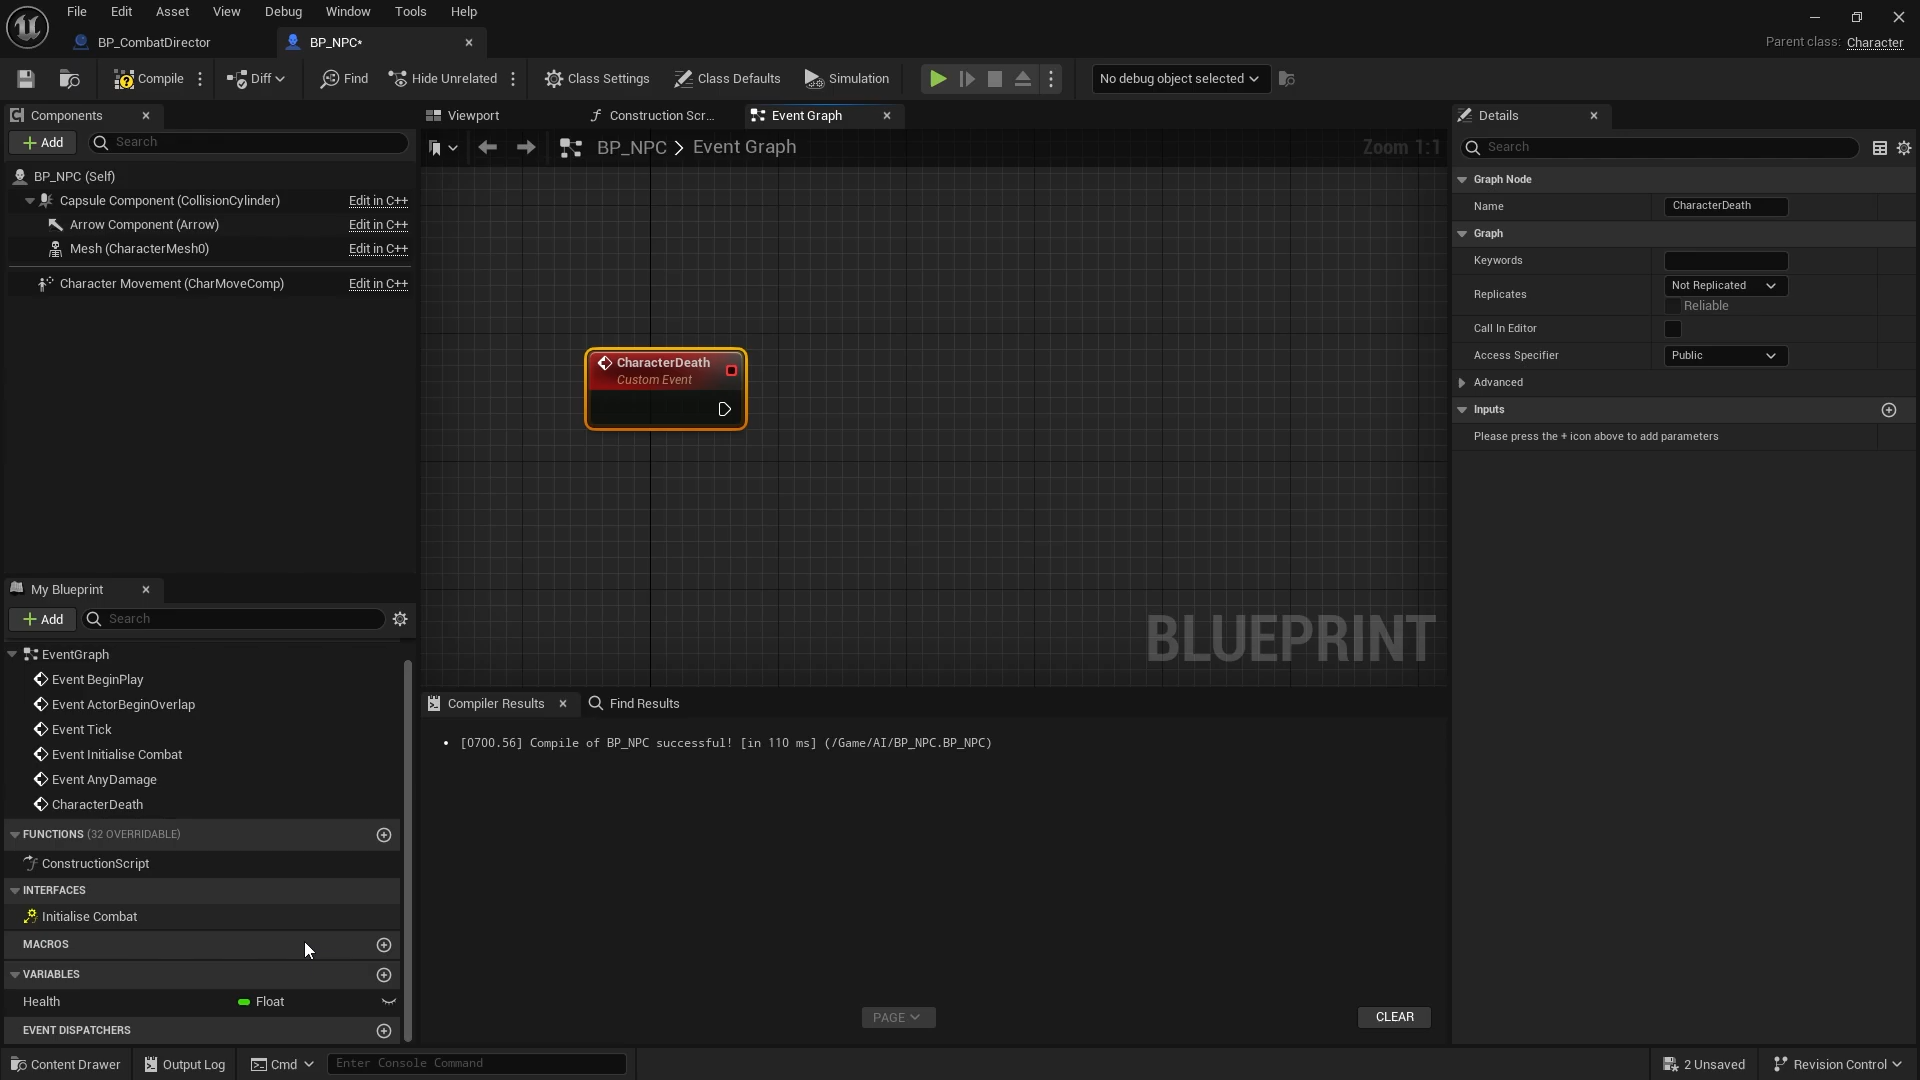 File Edit Asset View Debug Window Tools Help
BP_CombatDirector
BP_NPC*
Parent class: Character
Compile
Diff
Find
Hide Unrelated
Class Settings
Class Defaults
Simulation
No debug object selected
Components
Add
Search
BP_NPC (Self)
Capsule Component (CollisionCylinder) Edit in C++
Arrow Component (Arrow) Edit in C++
Mesh (CharacterMesh0) Edit in C++
Character Movement (CharMoveComp) Edit in C++
My Blueprint
Add
Search
EventGraph
Event BeginPlay
Event ActorBeginOverlap
Event Tick
Event Initialise Combat
Event AnyDamage
CharacterDeath
FUNCTIONS (32 OVERRIDABLE)
ConstructionScript
INTERFACES
Initialise Combat
MACROS
VARIABLES
Health Float
EVENT DISPATCHERS
Viewport
Construction Scr...
Event Graph
BP_NPC > Event Graph
Zoom 1:1
CharacterDeath
Custom Event
BLUEPRINT
Compiler Results
Find Results
• [0700.56] Compile of BP_NPC successful! [in 110 ms] (/Game/AI/BP_NPC.BP_NPC)
PAGE
CLEAR
Details
Search
Graph Node
Name CharacterDeath
Graph
Keywords
Replicates Not Replicated
Reliable
Call In Editor
Access Specifier Public
Advanced
Inputs
Please press the + icon above to add parameters
Content Drawer
Output Log
Cmd
Enter Console Command
2 Unsaved
Revision Control